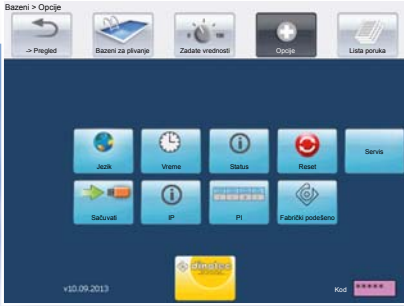 Bazeni > Opcije
-> Pregled
Bazeni za plivanje
Zadate vrednosti
Opcije
Lista poruka
Jezik
Vreme
Status
Reset
Servis
Sačuvati
IP
PI
Fabrički podešeno
dinotec
v10.09.2013
Kod *****